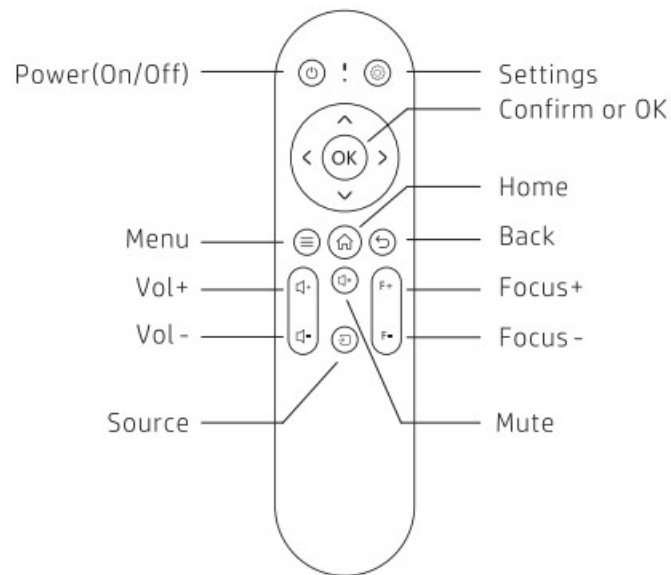 Power(On/Off)
Settings
Confirm or OK
OK
Home
Menu
Back
Vol+
F+
Focus+
Vol-
F-
Focus-
Source
Mute